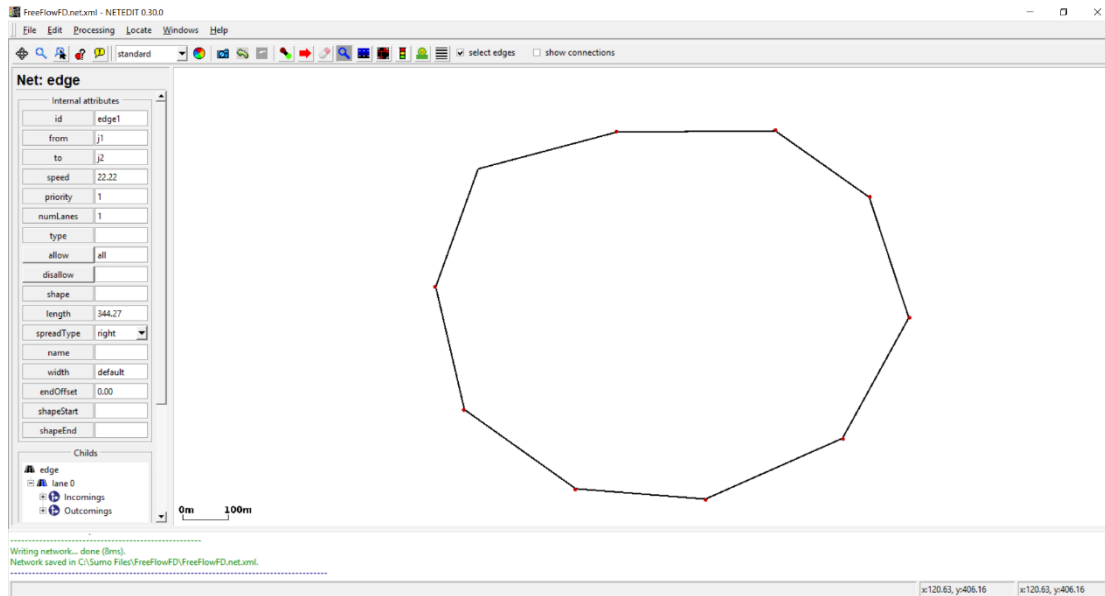 FreeFlowFD.net.xml - NETEDIT 0.30.0
File Edit Processing Locate Windows Help
standard select edges show connections
Net: edge
Internal attributes
id edge1
from j1
to j2
speed 22.22
priority 1
numLanes 1
type
allow all
disallow
shape
length 344.27
spreadType right
name
width default
endOffset 0.00
shapeStart
shapeEnd
Childs
edge
lane 0
Incomings
Outcomings
0m 100m
Writing network... done (8ms).
Network saved in C:\Sumo Files\FreeFlowFD\FreeFlowFD.net.xml.
x:120.63, y:406.16 x:120.63, y:406.16